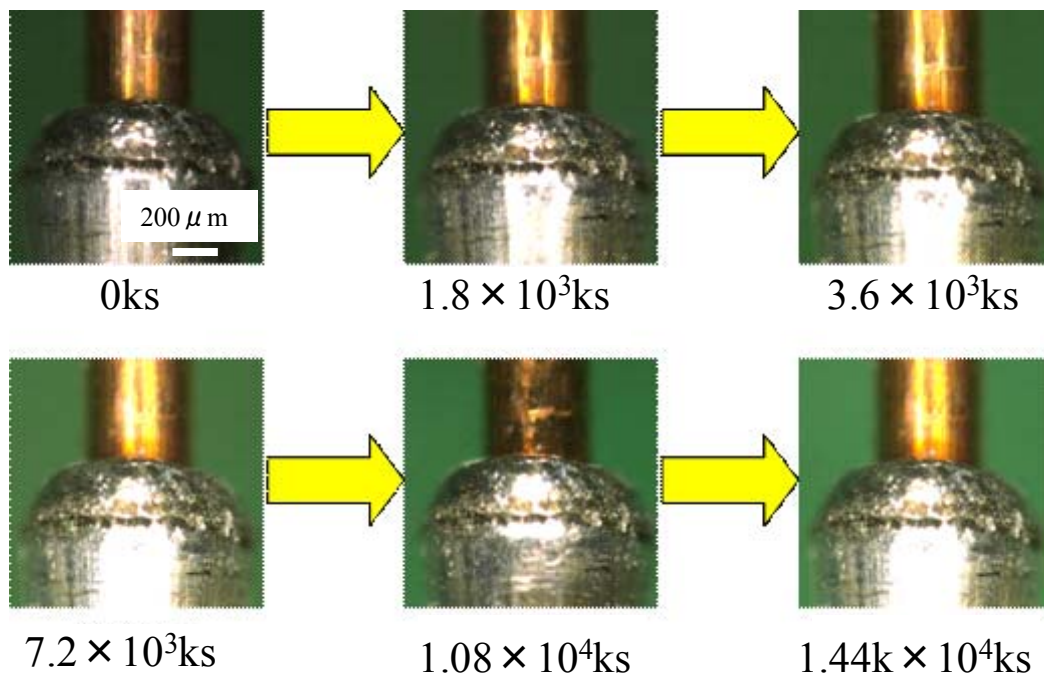 200 μ m
0ks
1.8 × 10³ks
3.6 × 10³ks
7.2 × 10³ks
1.08 × 10⁴ks
1.44k × 10⁴ks